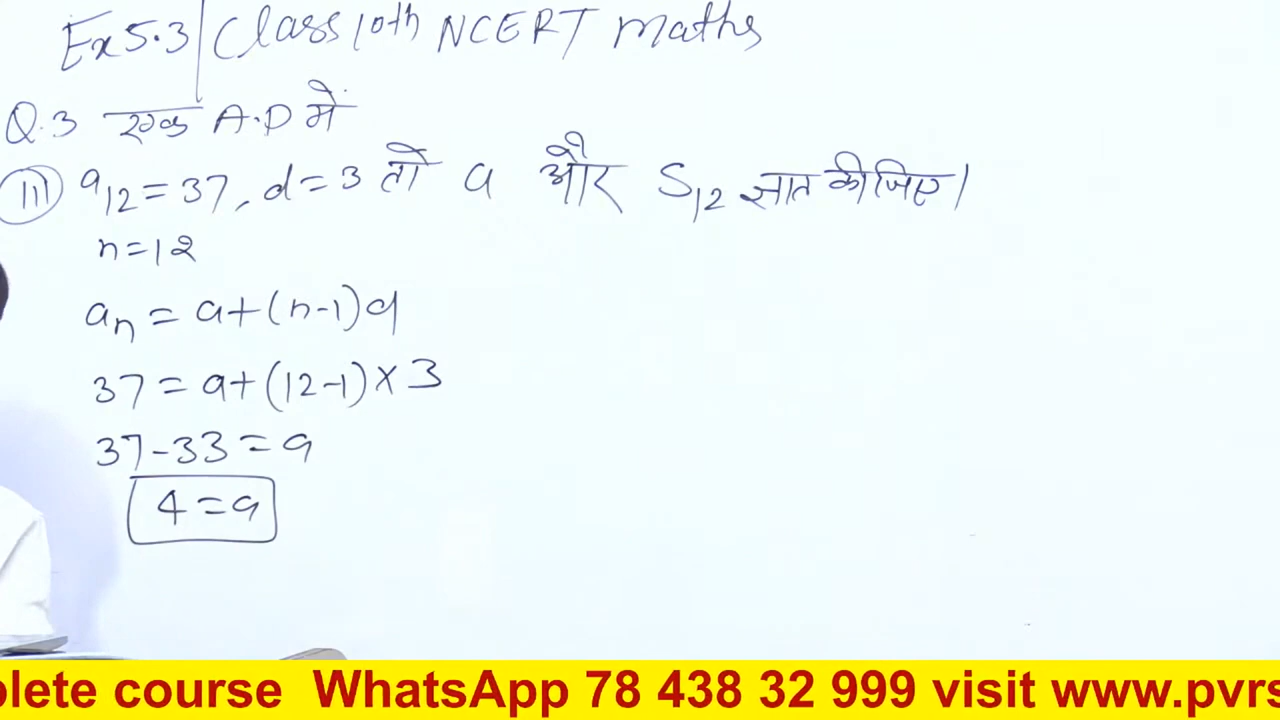 Ex 5.3 | Class 10th NCERT maths
Q.3 एक A.P में
(III) a12 = 37, d = 3 तो a और S12 ज्ञात कीजिए।
n = 12
an = a + (n-1)d
37 = a + (12-1) × 3
37 - 33 = a
4 = a
plete course WhatsApp 78 438 32 999 visit www.pvrs